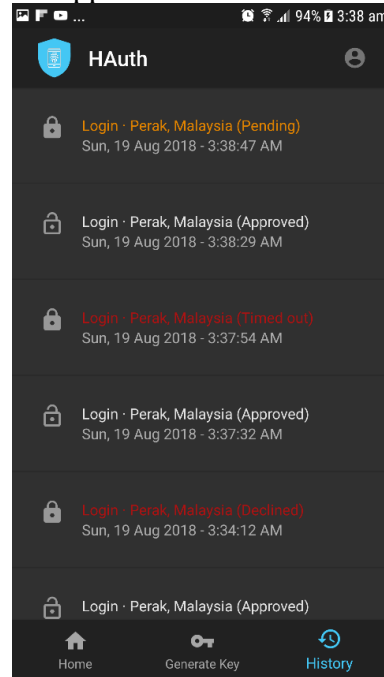 94% 3:38 am
HAuth
Login · Perak, Malaysia (Pending)
Sun, 19 Aug 2018 - 3:38:47 AM
Login · Perak, Malaysia (Approved)
Sun, 19 Aug 2018 - 3:38:29 AM
Login · Perak, Malaysia (Timed out)
Sun, 19 Aug 2018 - 3:37:54 AM
Login · Perak, Malaysia (Approved)
Sun, 19 Aug 2018 - 3:37:32 AM
Login · Perak, Malaysia (Declined)
Sun, 19 Aug 2018 - 3:34:12 AM
Login · Perak, Malaysia (Approved)
Home Generate Key History